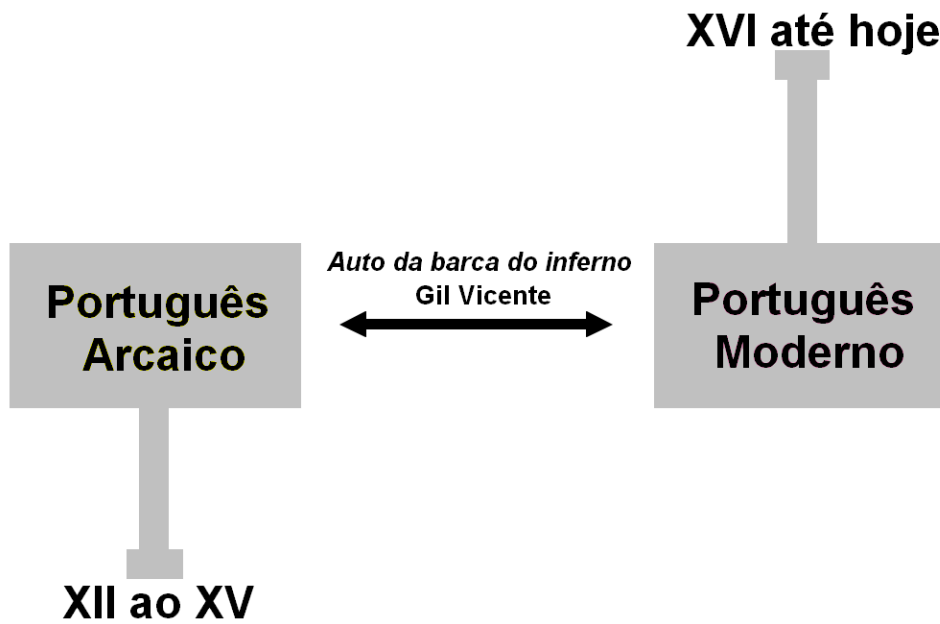 XVI até hoje
Auto da barca do inferno
Gil Vicente
Português
Arcaico
Português
Moderno
XII ao XV